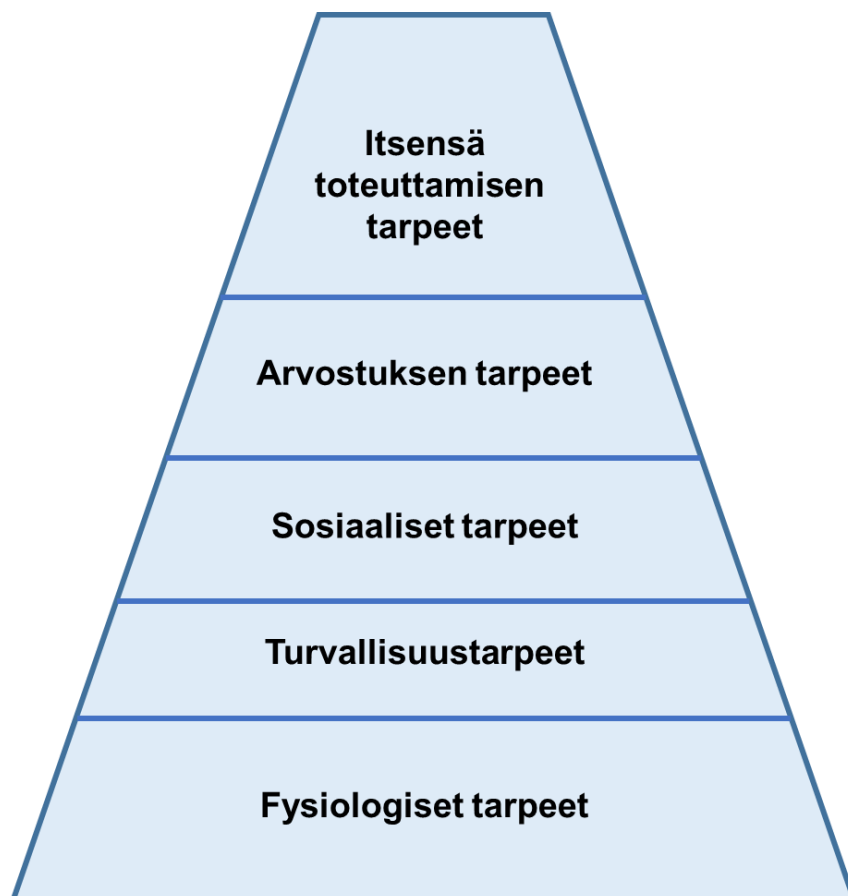 Itsensä
toteuttamisen
tarpeet
Arvostuksen tarpeet
Sosiaaliset tarpeet
Turvallisuustarpeet
Fysiologiset tarpeet